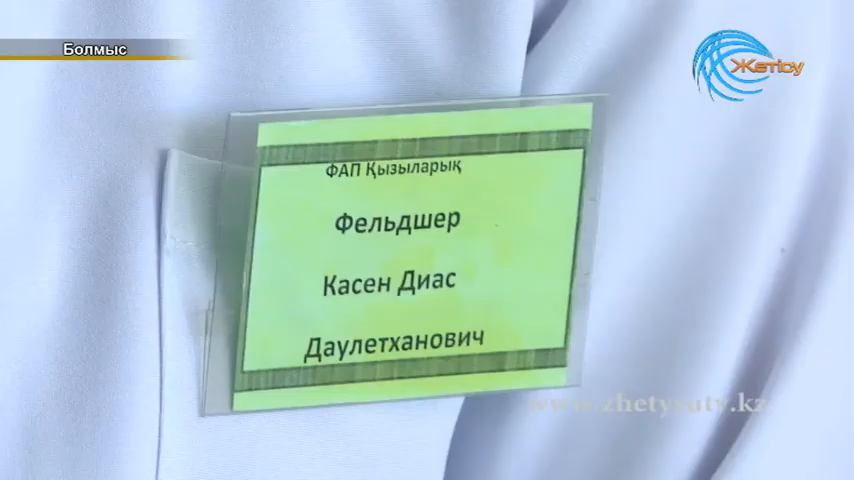 Болмыс
Жетісу
ФАП Қызыларық
Фельдшер
Касен Диас
Даулетханович
www.zhetysutv.kz